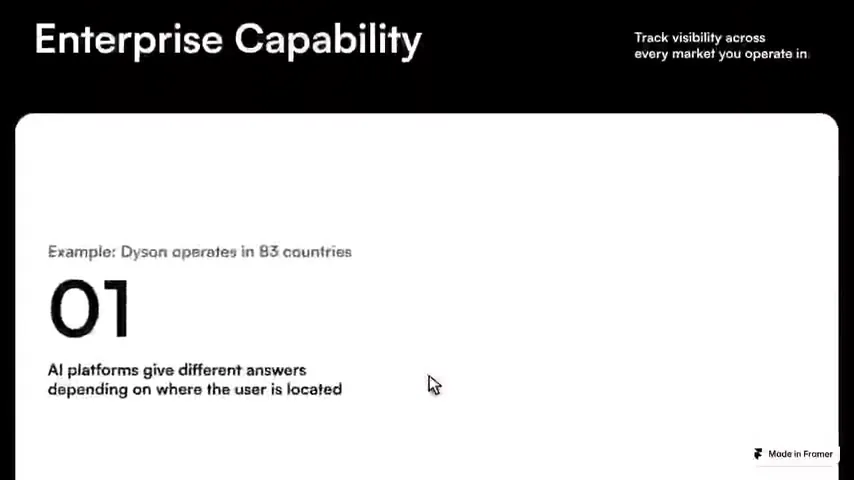 Enterprise Capability
Track visibility across
every market you operate in
Example: Dyson operates in 83 countries
01
AI platforms give different answers
depending on where the user is located
Made in Framer